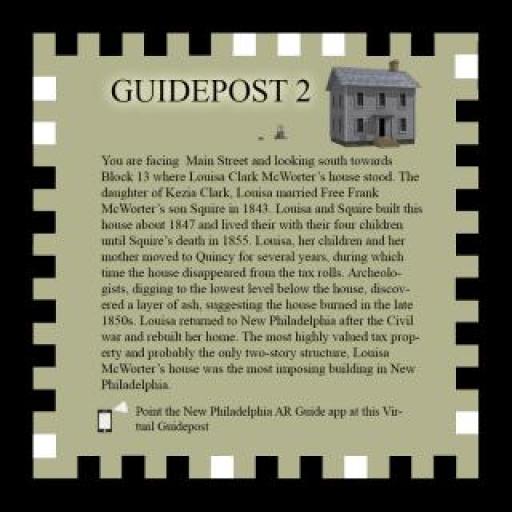 GUIDEPOST 2
You are facing Main Street and looking south towards
Block 13 where Louisa Clark McWorter's house stood. The
daughter of Kezia Clark, Louisa married Free Frank
McWorter's son Squire in 1843. Louisa and Squire built this
house about 1847 and lived their with their four children
until Squire's death in 1855. Louisa, her children and her
mother moved to Quincy for several years, during which
time the house disappeared from the tax rolls. Archeolo-
gists, digging to the lowest level below the house, discov-
ered a layer of ash, suggesting the house burned in the late
1850s. Louisa returned to New Philadelphia after the Civil
war and rebuilt her home. The most highly valued tax prop-
erty and probably the only two-story structure, Louisa
McWorter's house was the most imposing building in New
Philadelphia.
Point the New Philadelphia AR Guide app at this Vir-
tual Guidepost